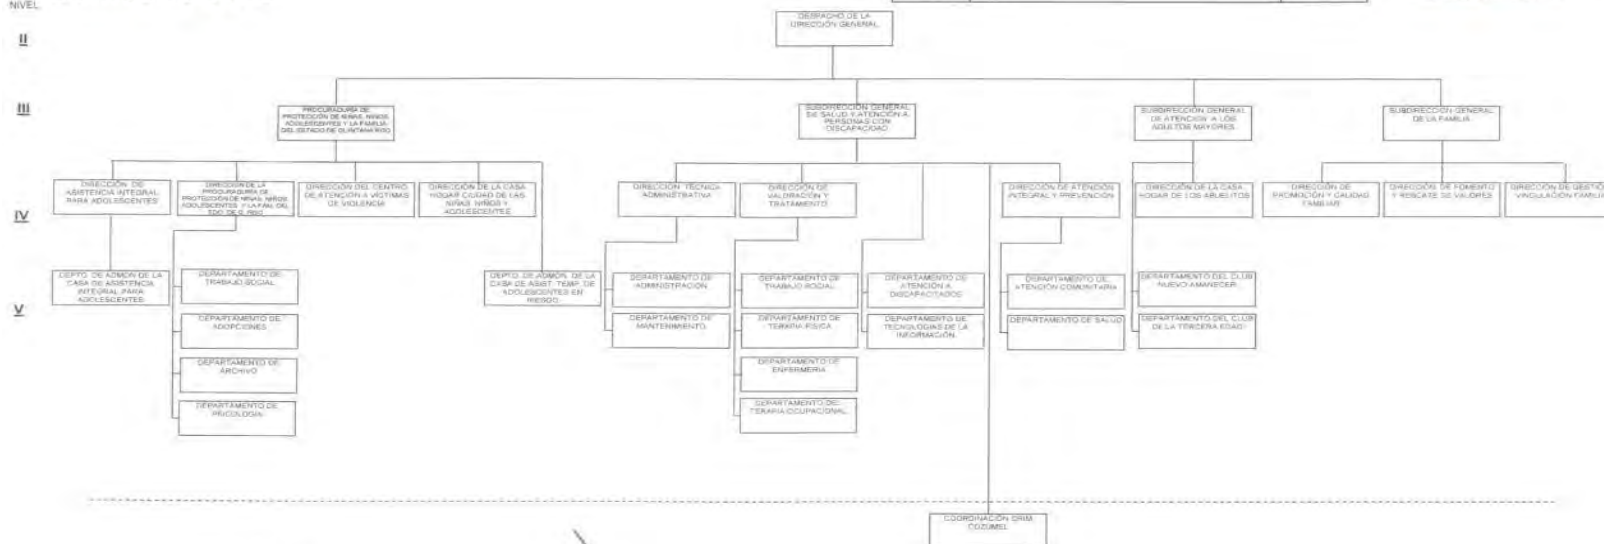 NIVEL
II
DESPACHO DE LA
DIRECCIÓN GENERAL
III
PROCURADURÍA DE
PROTECCIÓN DE NIÑAS, NIÑOS,
ADOLESCENTES Y LA FAMILIA
DEL ESTADO DE QUINTANA ROO
SUBDIRECCIÓN GENERAL
DE SALUD Y ATENCIÓN A
PERSONAS CON
DISCAPACIDAD
SUBDIRECCIÓN GENERAL
DE ATENCIÓN A LOS
ADULTOS MAYORES
SUBDIRECCIÓN GENERAL
DE LA FAMILIA
IV
DIRECCIÓN DE
ASISTENCIA INTEGRAL
PARA ADOLESCENTES
DIRECCIÓN DE LA
PROCURADURÍA DE
PROTECCIÓN DE NIÑAS, NIÑOS,
ADOLESCENTES Y LA FAM. DEL
EDO. DE Q. ROO
DIRECCIÓN DEL CENTRO
DE ATENCIÓN A VÍCTIMAS
DE VIOLENCIA
DIRECCIÓN DE LA CASA
HOGAR CIUDAD DE LAS
NIÑAS, NIÑOS Y
ADOLESCENTES
DIRECCIÓN TÉCNICA
ADMINISTRATIVA
DIRECCIÓN DE
VALORACIÓN Y
TRATAMIENTO
DIRECCIÓN DE ATENCIÓN
INTEGRAL Y PREVENCIÓN
DIRECCIÓN DE LA CASA
HOGAR DE LOS ABUELITOS
DIRECCIÓN DE
PROMOCIÓN Y CALIDAD
FAMILIAR
DIRECCIÓN DE FOMENTO
Y RESCATE DE VALORES
DIRECCIÓN DE GESTIÓN
VINCULACIÓN FAMILIA
V
DEPTO. DE ADMÓN DE LA
CASA DE ASISTENCIA
INTEGRAL PARA
ADOLESCENTES
DEPARTAMENTO DE
TRABAJO SOCIAL
DEPARTAMENTO DE
ADOPCIONES
DEPARTAMENTO DE
ARCHIVO
DEPARTAMENTO DE
PSICOLOGÍA
DEPTO. DE ADMÓN. DE LA
CASA DE ASIST. TEMP. DE
ADOLESCENTES EN
RIESGO
DEPARTAMENTO DE
ADMINISTRACIÓN
DEPARTAMENTO DE
MANTENIMIENTO
DEPARTAMENTO DE
TRABAJO SOCIAL
DEPARTAMENTO DE
TERAPIA FÍSICA
DEPARTAMENTO DE
ENFERMERÍA
DEPARTAMENTO DE
TERAPIA OCUPACIONAL
DEPARTAMENTO DE
ATENCIÓN A
DISCAPACITADOS
DEPARTAMENTO DE
TECNOLOGÍAS DE LA
INFORMACIÓN
DEPARTAMENTO DE
ATENCIÓN COMUNITARIA
DEPARTAMENTO DE SALUD
DEPARTAMENTO DEL CLUB
NUEVO AMANECER
DEPARTAMENTO DEL CLUB
DE LA TERCERA EDAD
COORDINACIÓN CRIM
COZUMEL